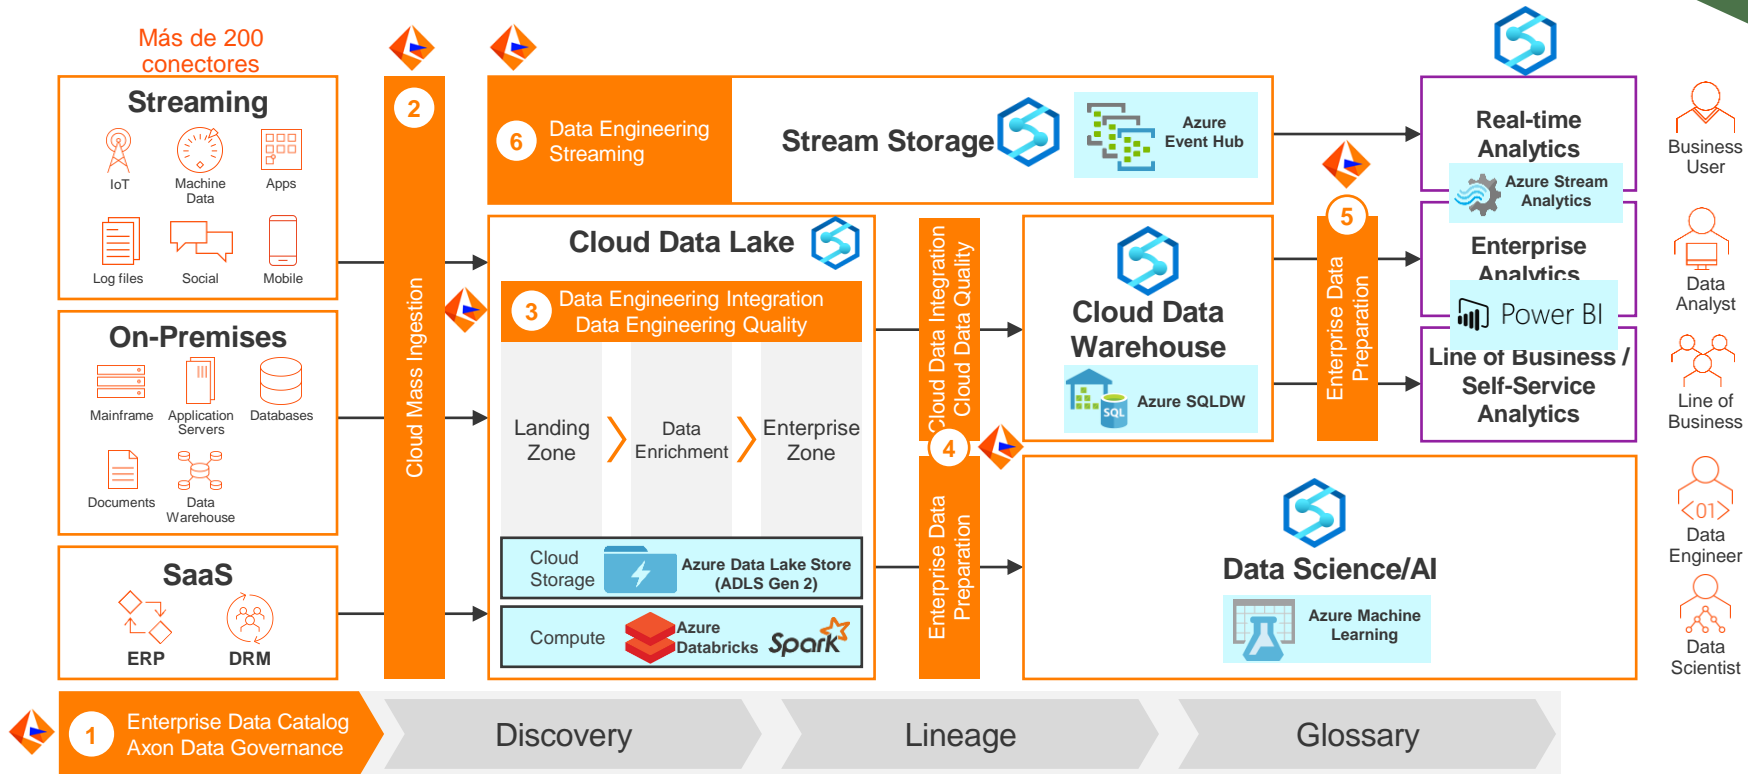 Más de 200
conectores
Streaming
IoT
Machine
Data
Apps
Log files
Social
Mobile
On-Premises
Mainframe
Application
Servers
Databases
Documents
Data
Warehouse
SaaS
ERP
DRM
2
Cloud Mass Ingestion
6
Data Engineering
Streaming
Stream Storage
Azure
Event Hub
Cloud Data Lake
3
Data Engineering Integration
Data Engineering Quality
Landing
Zone
Data
Enrichment
Enterprise
Zone
Cloud
Storage
Azure Data Lake Store
(ADLS Gen 2)
Compute
Azure
Databricks
Spark
Cloud Data Integration
Cloud Data Quality
4
Enterprise Data
Preparation
Cloud Data
Warehouse
SQL
Azure SQLDW
5
Enterprise Data
Preparation
Data Science/AI
Azure Machine
Learning
Real-time
Analytics
Azure Stream
Analytics
Enterprise
Analytics
Power BI
Line of Business /
Self-Service
Analytics
Business
User
Data
Analyst
Line of
Business
<01>
Data
Engineer
Data
Scientist
1
Enterprise Data Catalog
Axon Data Governance
Discovery
Lineage
Glossary